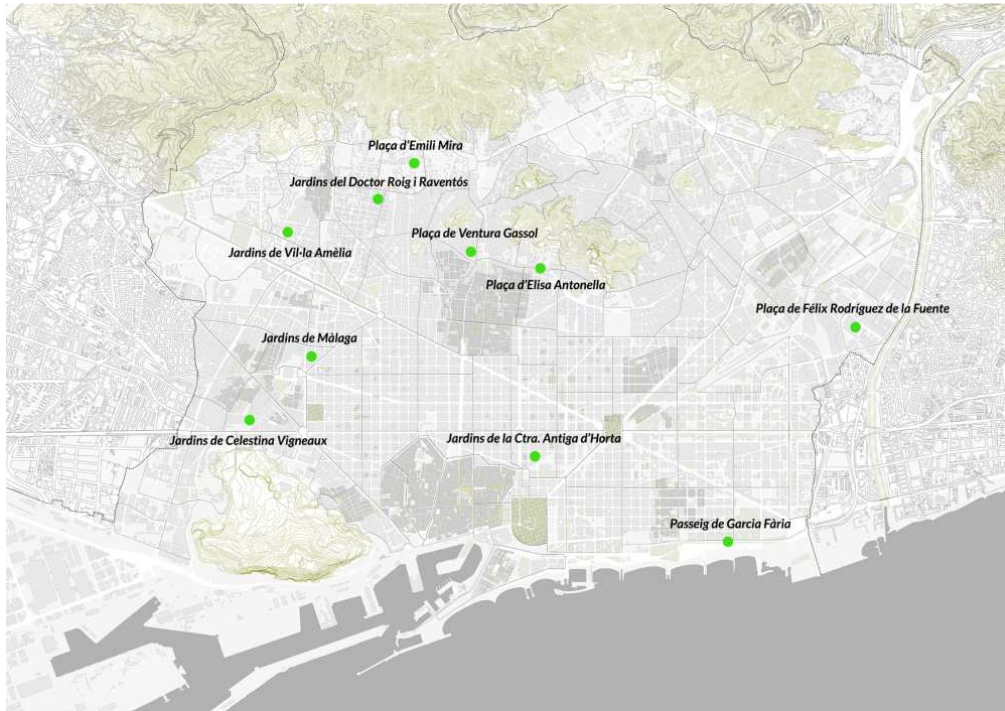 Plaça d'Emili Mira
Jardins del Doctor Roig i Raventós
Plaça de Ventura Gassol
Jardins de Vil·la Amèlia
Plaça d'Elisa Antonella
Plaça de Félix Rodríguez de la Fuente
Jardins de Màlaga
Jardins de Celestina Vigneaux
Jardins de la Ctra. Antiga d'Horta
Passeig de Garcia Fària